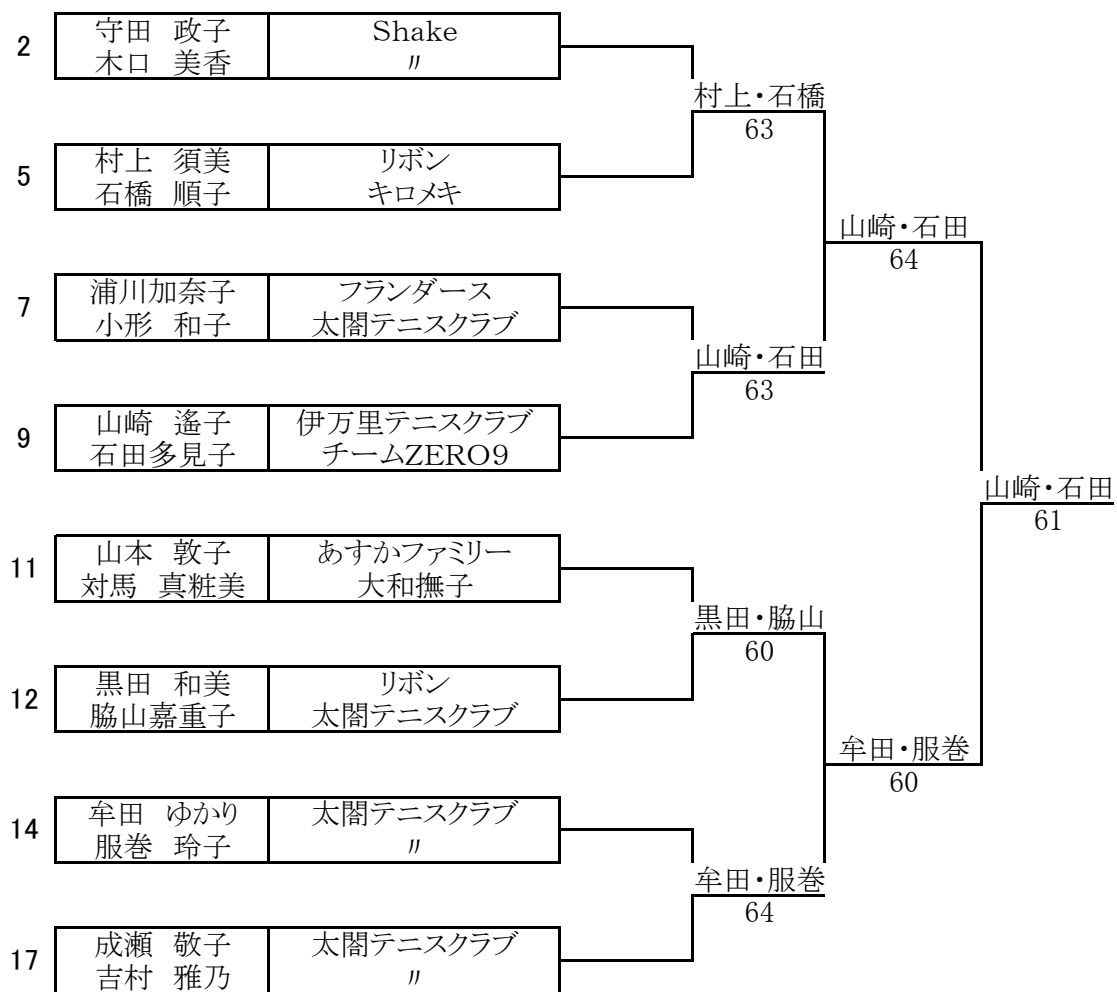 2 守田 政子 Shake
木口 美香 〃
村上・石橋
63
5 村上 須美 リボン
石橋 順子 キロメキ
山崎・石田
64
7 浦川加奈子 フランダース
小形 和子 太閤テニスクラブ
山崎・石田
63
9 山崎 遙子 伊万里テニスクラブ
石田多見子 チームZERO9
山崎・石田
61
11 山本 敦子 あすかファミリー
対馬 真粧美 大和撫子
黒田・脇山
60
12 黒田 和美 リボン
脇山嘉重子 太閤テニスクラブ
牟田・服巻
60
14 牟田 ゆかり 太閤テニスクラブ
服巻 玲子 〃
牟田・服巻
64
17 成瀬 敬子 太閤テニスクラブ
吉村 雅乃 〃